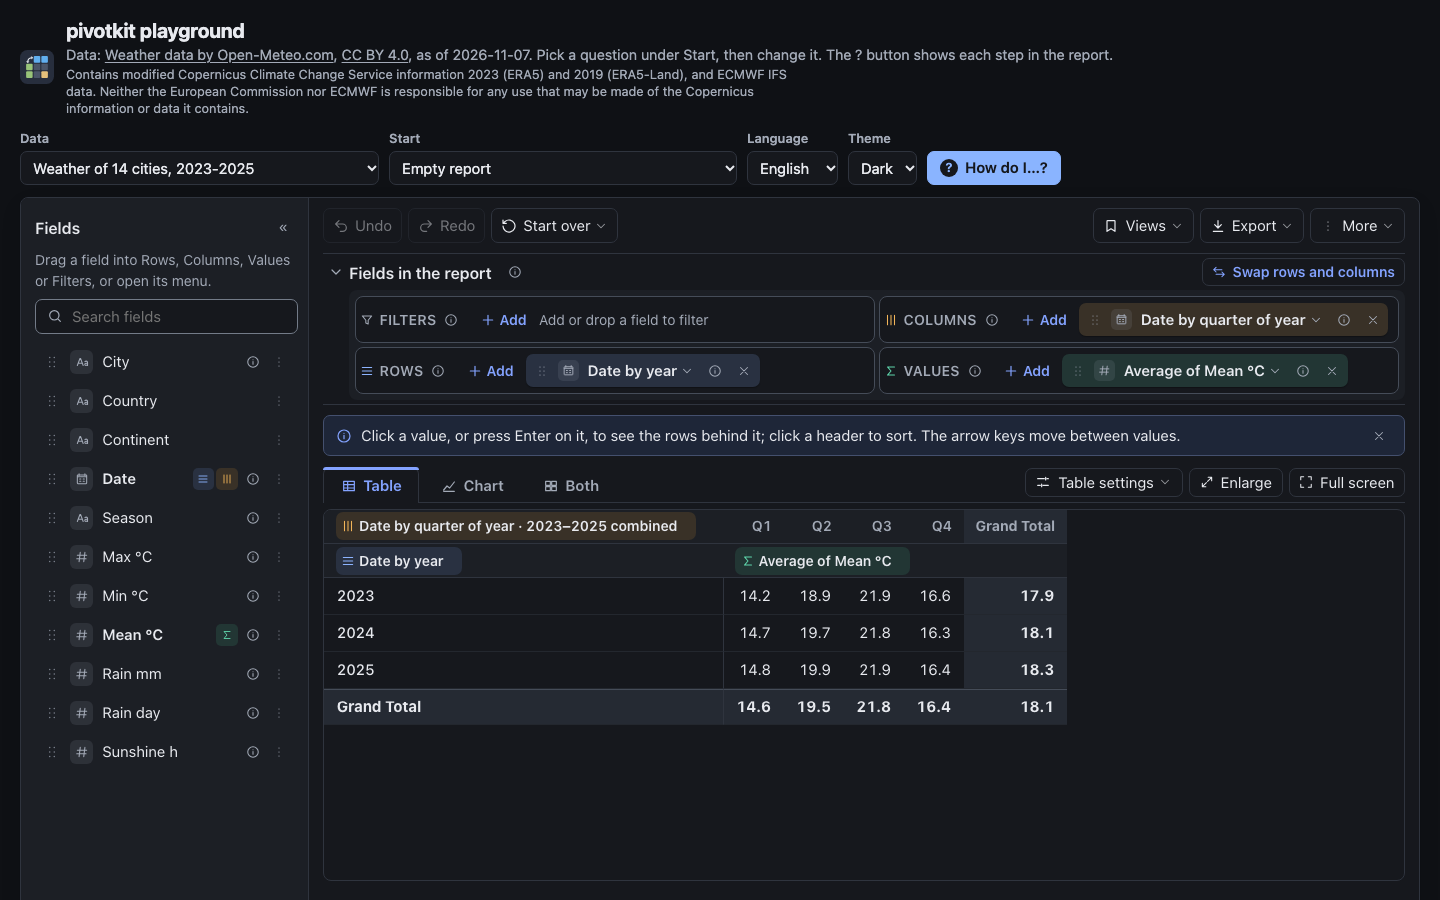 pivotkit playground
Data: Weather data by Open-Meteo.com, CC BY 4.0, as of 2026-11-07. Pick a question under Start, then change it. The ? button shows each step in the report.
Contains modified Copernicus Climate Change Service information 2023 (ERA5) and 2019 (ERA5-Land), and ECMWF IFS
data. Neither the European Commission nor ECMWF is responsible for any use that may be made of the Copernicus
information or data it contains.
Data Start Language Theme
Weather of 14 cities, 2023-2025 Empty report English Dark ? How do I...?
Fields «
Drag a field into Rows, Columns, Values
or Filters, or open its menu.
Search fields
Aa City
Aa Country
Aa Continent
Date
Aa Season
# Max °C
# Min °C
# Mean °C Σ
# Rain mm
# Rain day
# Sunshine h
Undo Redo Start over Views Export More
Fields in the report Swap rows and columns
FILTERS + Add Add or drop a field to filter
COLUMNS + Add Date by quarter of year ×
ROWS + Add Date by year ×
Σ VALUES + Add # Average of Mean °C ×
Click a value, or press Enter on it, to see the rows behind it; click a header to sort. The arrow keys move between values. ×
Table Chart Both Table settings Enlarge Full screen
Date by quarter of year · 2023–2025 combined Q1 Q2 Q3 Q4 Grand Total
Date by year Σ Average of Mean °C
2023 14.2 18.9 21.9 16.6 17.9
2024 14.7 19.7 21.8 16.3 18.1
2025 14.8 19.9 21.9 16.4 18.3
Grand Total 14.6 19.5 21.8 16.4 18.1